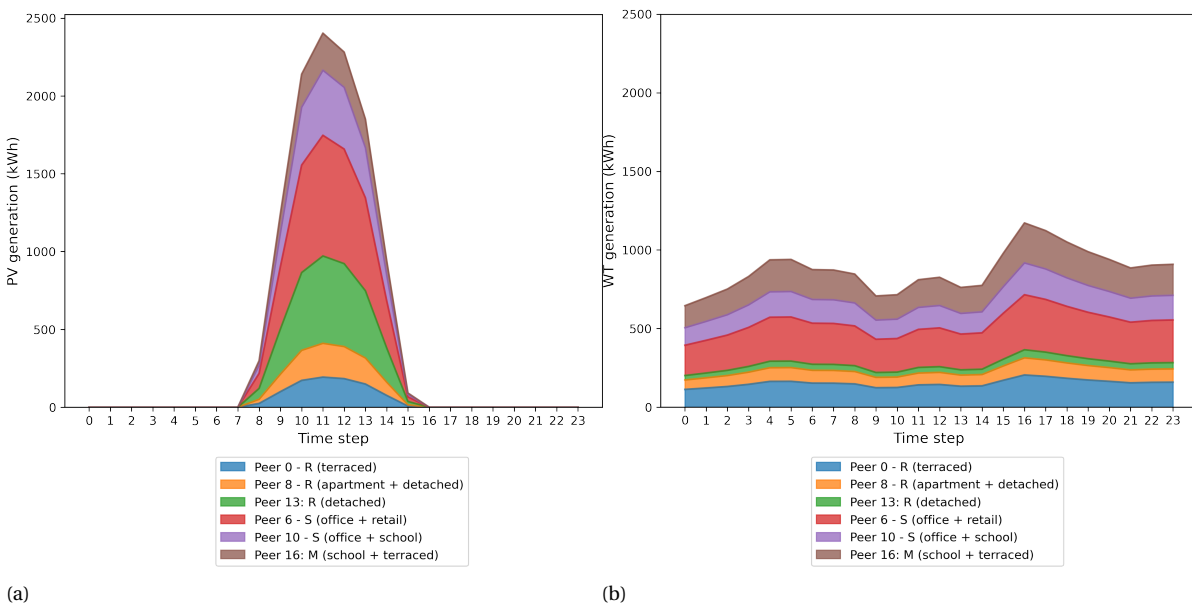 2500
2000
1500
1000
500
0
PV generation (kWh)
0 1 2 3 4 5 6 7 8 9 10 11 12 13 14 15 16 17 18 19 20 21 22 23
Time step
Peer 0 - R (terraced)
Peer 8 - R (apartment + detached)
Peer 13: R (detached)
Peer 6 - S (office + retail)
Peer 10 - S (office + school)
Peer 16: M (school + terraced)
(a)
2500
2000
1500
1000
500
0
WT generation (kWh)
0 1 2 3 4 5 6 7 8 9 10 11 12 13 14 15 16 17 18 19 20 21 22 23
Time step
Peer 0 - R (terraced)
Peer 8 - R (apartment + detached)
Peer 13: R (detached)
Peer 6 - S (office + retail)
Peer 10 - S (office + school)
Peer 16: M (school + terraced)
(b)